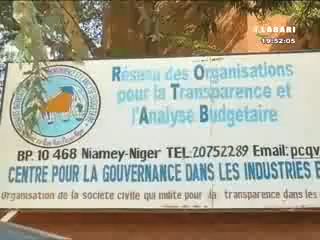 LABARI
19:52:05
Réseau des Organisations
pour la Transparence et
l'Analyse Budgetaire
BP. 10 468 Niamey-Niger TEL:20752289 Email: pcqv
CENTRE POUR LA GOUVERNANCE DANS LES INDUSTRIES E
Organisation de la société civile qui milite pour la transparence dans les